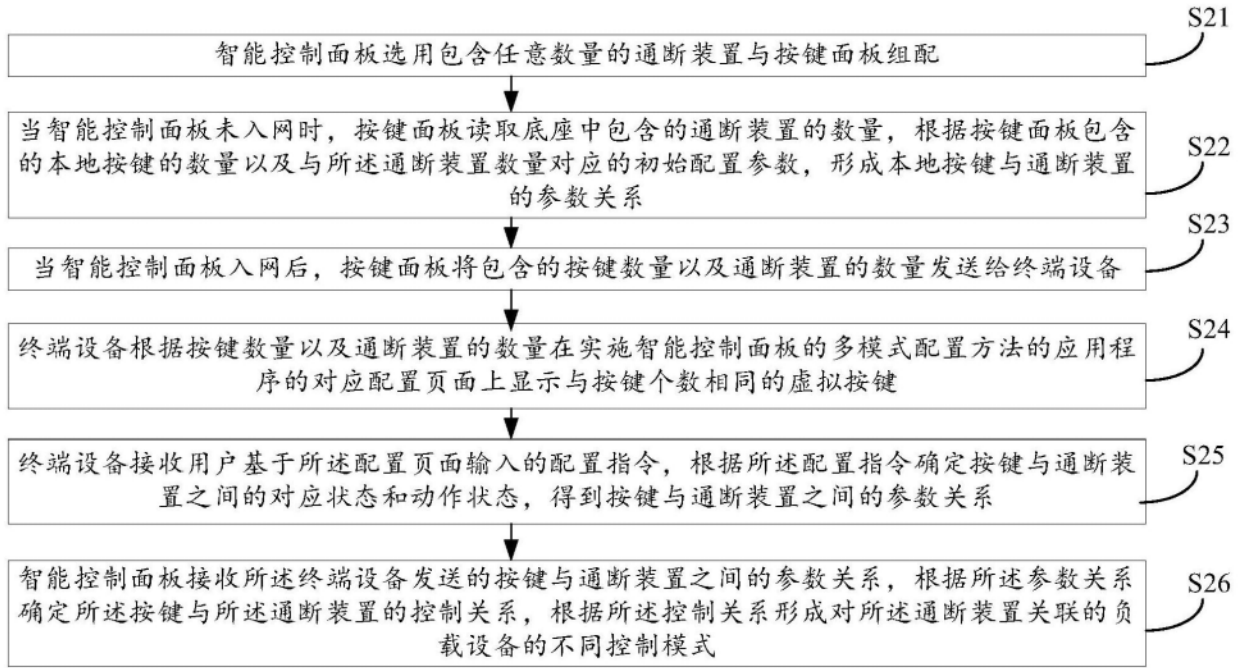 S21
智能控制面板选用包含任意数量的通断装置与按键面板组配
当智能控制面板未入网时，按键面板读取底座中包含的通断装置的数量，根据按键面板包含
的本地按键的数量以及与所述通断装置数量对应的初始配置参数，形成本地按键与通断装置
的参数关系
S22
S23
当智能控制面板入网后，按键面板将包含的按键数量以及通断装置的数量发送给终端设备
终端设备根据按键数量以及通断装置的数量在实施智能控制面板的多模式配置方法的应用程
序的对应配置页面上显示与按键个数相同的虚拟按键
S24
终端设备接收用户基于所述配置页面输入的配置指令，根据所述配置指令确定按键与通断装
置之间的对应状态和动作状态，得到按键与通断装置之间的参数关系
S25
智能控制面板接收所述终端设备发送的按键与通断装置之间的参数关系，根据所述参数关系
确定所述按键与所述通断装置的控制关系，根据所述控制关系形成对所述通断装置关联的负
载设备的不同控制模式
S26